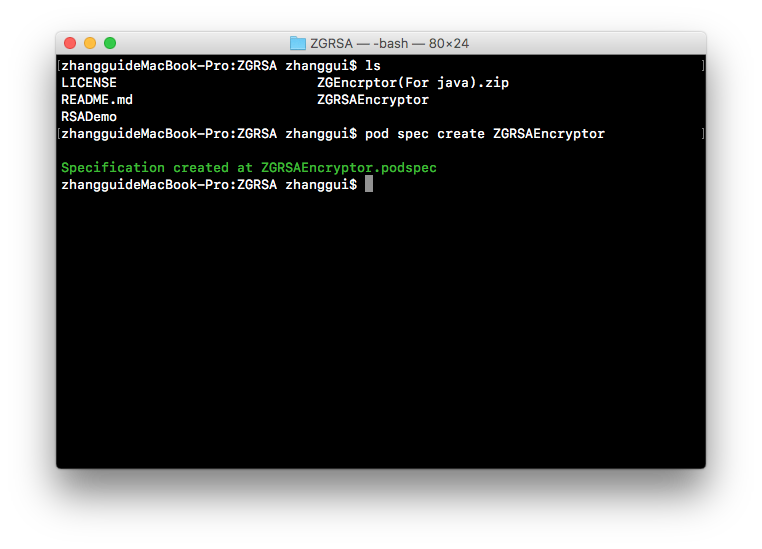 ZGRSA — -bash — 80×24
[zhangguideMacBook-Pro:ZGRSA zhanggui$ ls ]
LICENSE ZGEncrptor(For java).zip
README.md ZGRSAEncryptor
RSADemo
[zhangguideMacBook-Pro:ZGRSA zhanggui$ pod spec create ZGRSAEncryptor ]
Specification created at ZGRSAEncryptor.podspec
zhangguideMacBook-Pro:ZGRSA zhanggui$